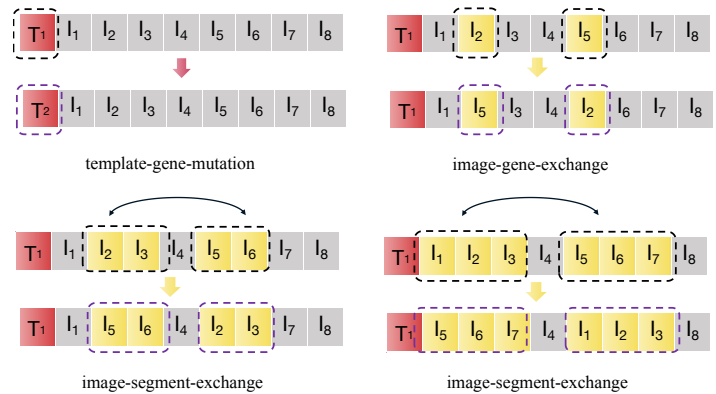 T1 I1 I2 I3 I4 I5 I6 I7 I8
T2 I1 I2 I3 I4 I5 I6 I7 I8
template-gene-mutation
T1 I1 I2 I3 I4 I5 I6 I7 I8
T1 I1 I5 I3 I4 I2 I6 I7 I8
image-gene-exchange
T1 I1 I2 I3 I4 I5 I6 I7 I8
T1 I1 I5 I6 I4 I2 I3 I7 I8
image-segment-exchange
T1 I1 I2 I3 I4 I5 I6 I7 I8
T1 I5 I6 I7 I4 I1 I2 I3 I8
image-segment-exchange